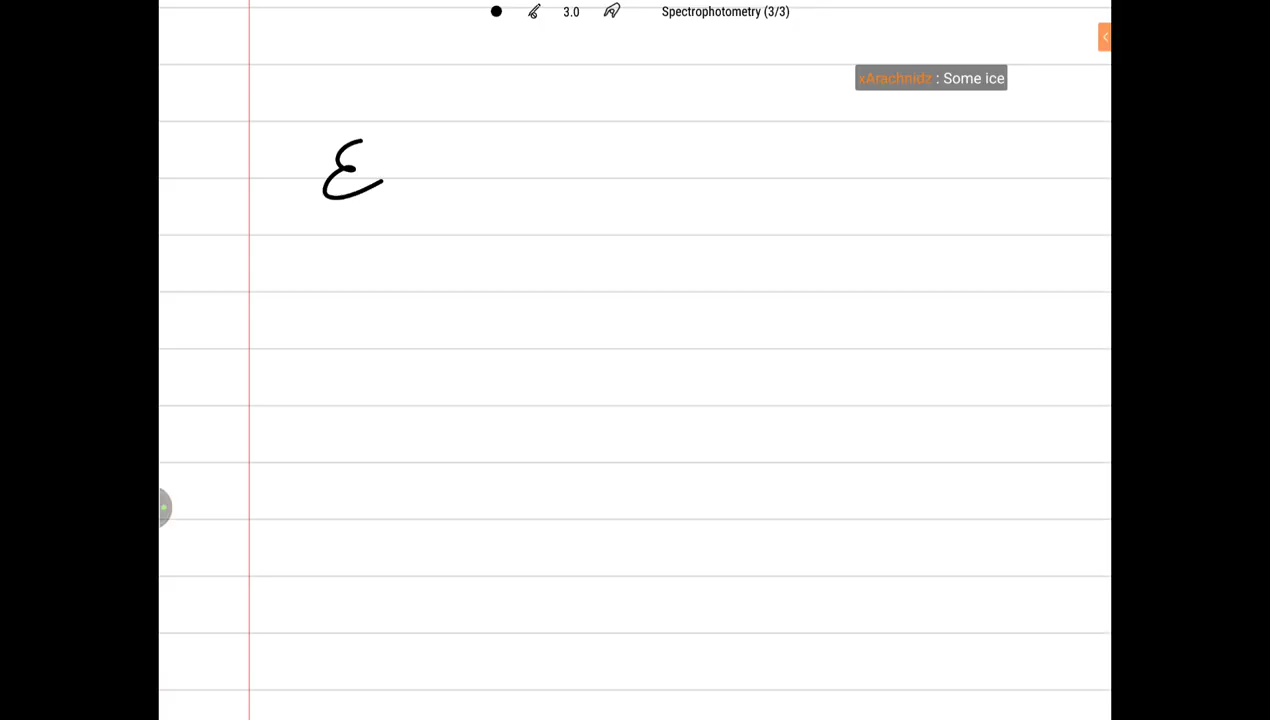 3.0 Spectrophotometry (3/3)
xArachnidz : Some ice
ε